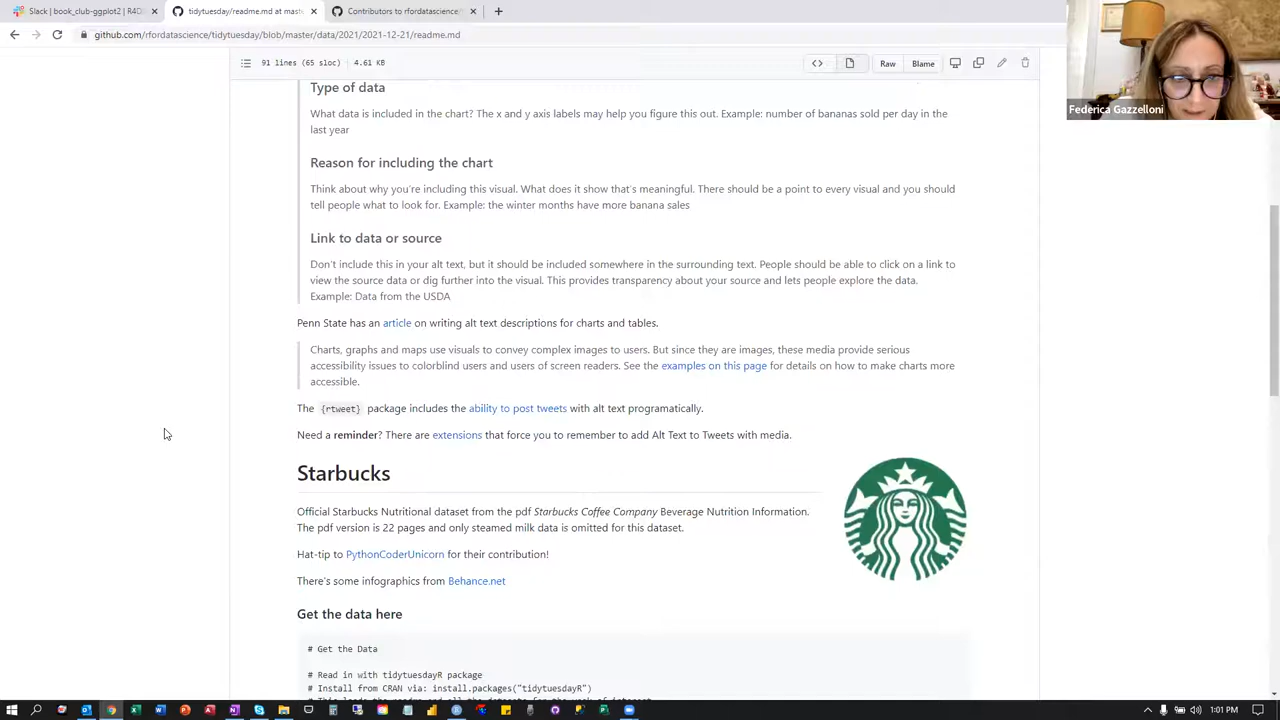 Slack | book_club-ggplot2 | R4D
tidytuesday/readme.md at mast
Contributors to rfordatascience/
github.com/rfordatascience/tidytuesday/blob/master/data/2021/2021-12-21/readme.md
Federica Gazzelloni
91 lines (65 sloc) 4.61 KB
Raw
Blame
Type of data
What data is included in the chart? The x and y axis labels may help you figure this out. Example: number of bananas sold per day in the
last year
Reason for including the chart
Think about why you're including this visual. What does it show that's meaningful. There should be a point to every visual and you should
tell people what to look for. Example: the winter months have more banana sales
Link to data or source
Don't include this in your alt text, but it should be included somewhere in the surrounding text. People should be able to click on a link to
view the source data or dig further into the visual. This provides transparency about your source and lets people explore the data.
Example: Data from the USDA
Penn State has an article on writing alt text descriptions for charts and tables.
Charts, graphs and maps use visuals to convey complex images to users. But since they are images, these media provide serious
accessibility issues to colorblind users and users of screen readers. See the examples on this page for details on how to make charts more
accessible.
The {rtweet} package includes the ability to post tweets with alt text programatically.
Need a reminder? There are extensions that force you to remember to add Alt Text to Tweets with media.
Starbucks
Official Starbucks Nutritional dataset from the pdf Starbucks Coffee Company Beverage Nutrition Information.
The pdf version is 22 pages and only steamed milk data is omitted for this dataset.
Hat-tip to PythonCoderUnicorn for their contribution!
There's some infographics from Behance.net
Get the data here
# Get the Data
# Read in with tidytuesdayR package
# Install from CRAN via: install.packages("tidytuesdayR")
1:01 PM